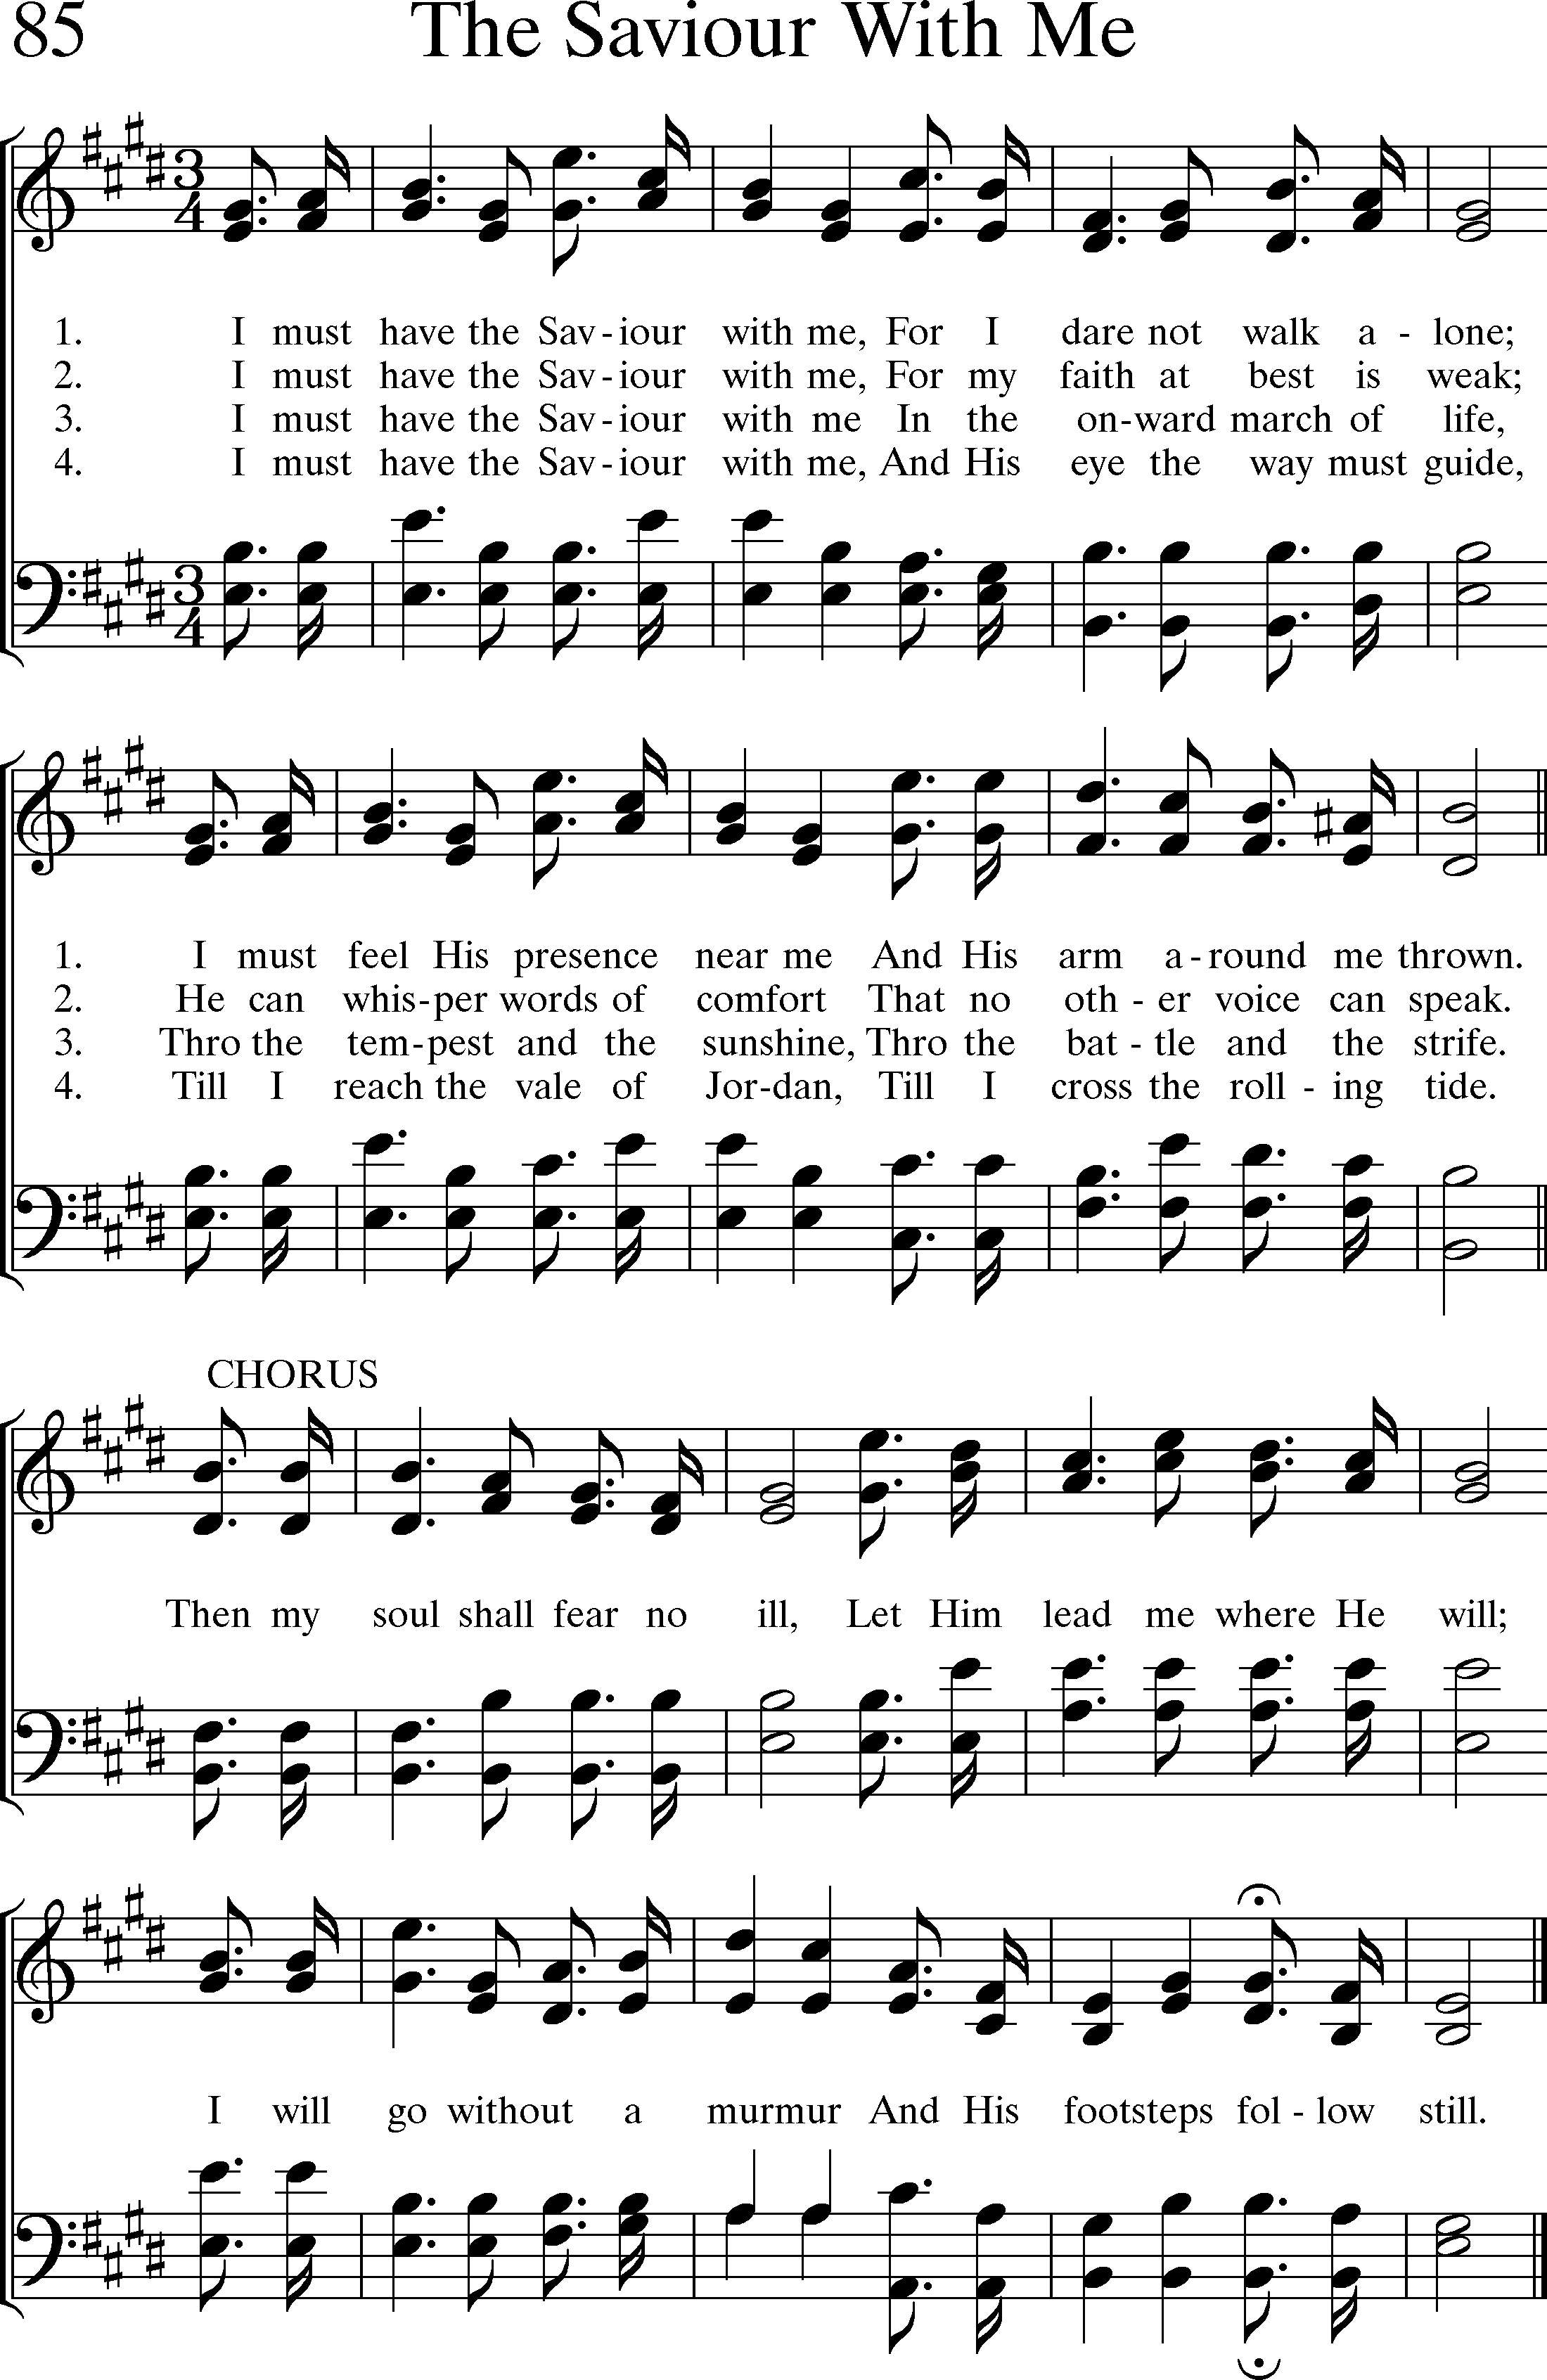 85 The Saviour With Me
1. I must have the Sav-iour with me, For I dare not walk a - lone;
2. I must have the Sav-iour with me, For my faith at best is weak;
3. I must have the Sav-iour with me In the on-ward march of life,
4. I must have the Sav-iour with me, And His eye the way must guide,
1. I must feel His presence near me And His arm a-round me thrown.
2. He can whis-per words of comfort That no oth - er voice can speak.
3. Thro the tem-pest and the sunshine, Thro the bat - tle and the strife.
4. Till I reach the vale of Jor-dan, Till I cross the roll - ing tide.
CHORUS
Then my soul shall fear no ill, Let Him lead me where He will;
I will go without a murmur And His footsteps fol - low still.